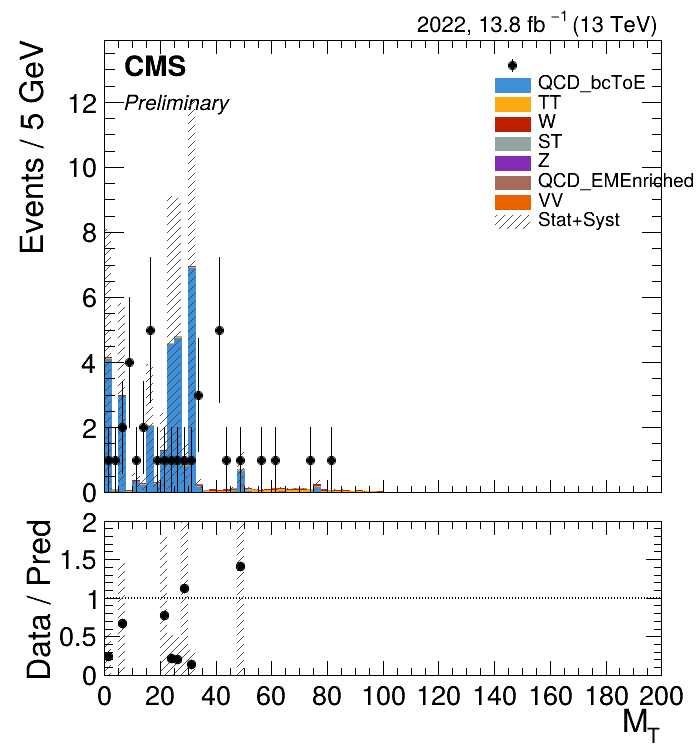 2022, 13.8 fb⁻¹ (13 TeV)
CMS
Preliminary
QCD_bcToE
TT
W
ST
Z
QCD_EMEnriched
VV
Stat+Syst
Events / 5 GeV
12
10
8
6
4
2
0
Data / Pred
2
1.5
1
0.5
0
0 20 40 60 80 100 120 140 160 180 200
M_T